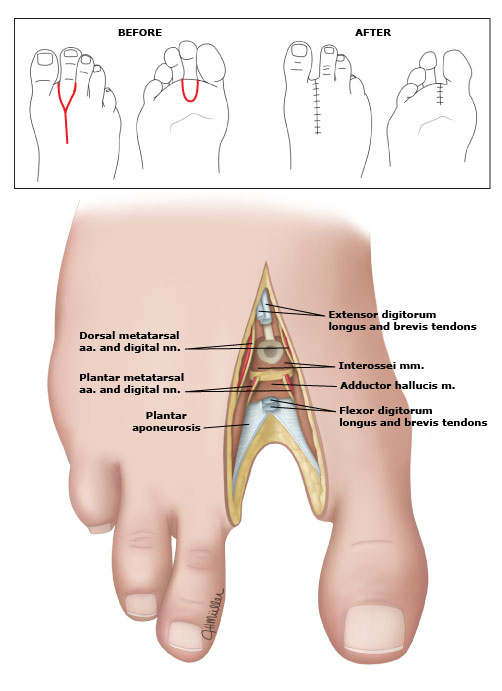 BEFORE
AFTER
Extensor digitorum
longus and brevis tendons
Dorsal metatarsal
aa. and digital nn.
Interossei mm.
Plantar metatarsal
aa. and digital nn.
Adductor hallucis m.
Flexor digitorum
longus and brevis tendons
Plantar
aponeurosis
JHMüller